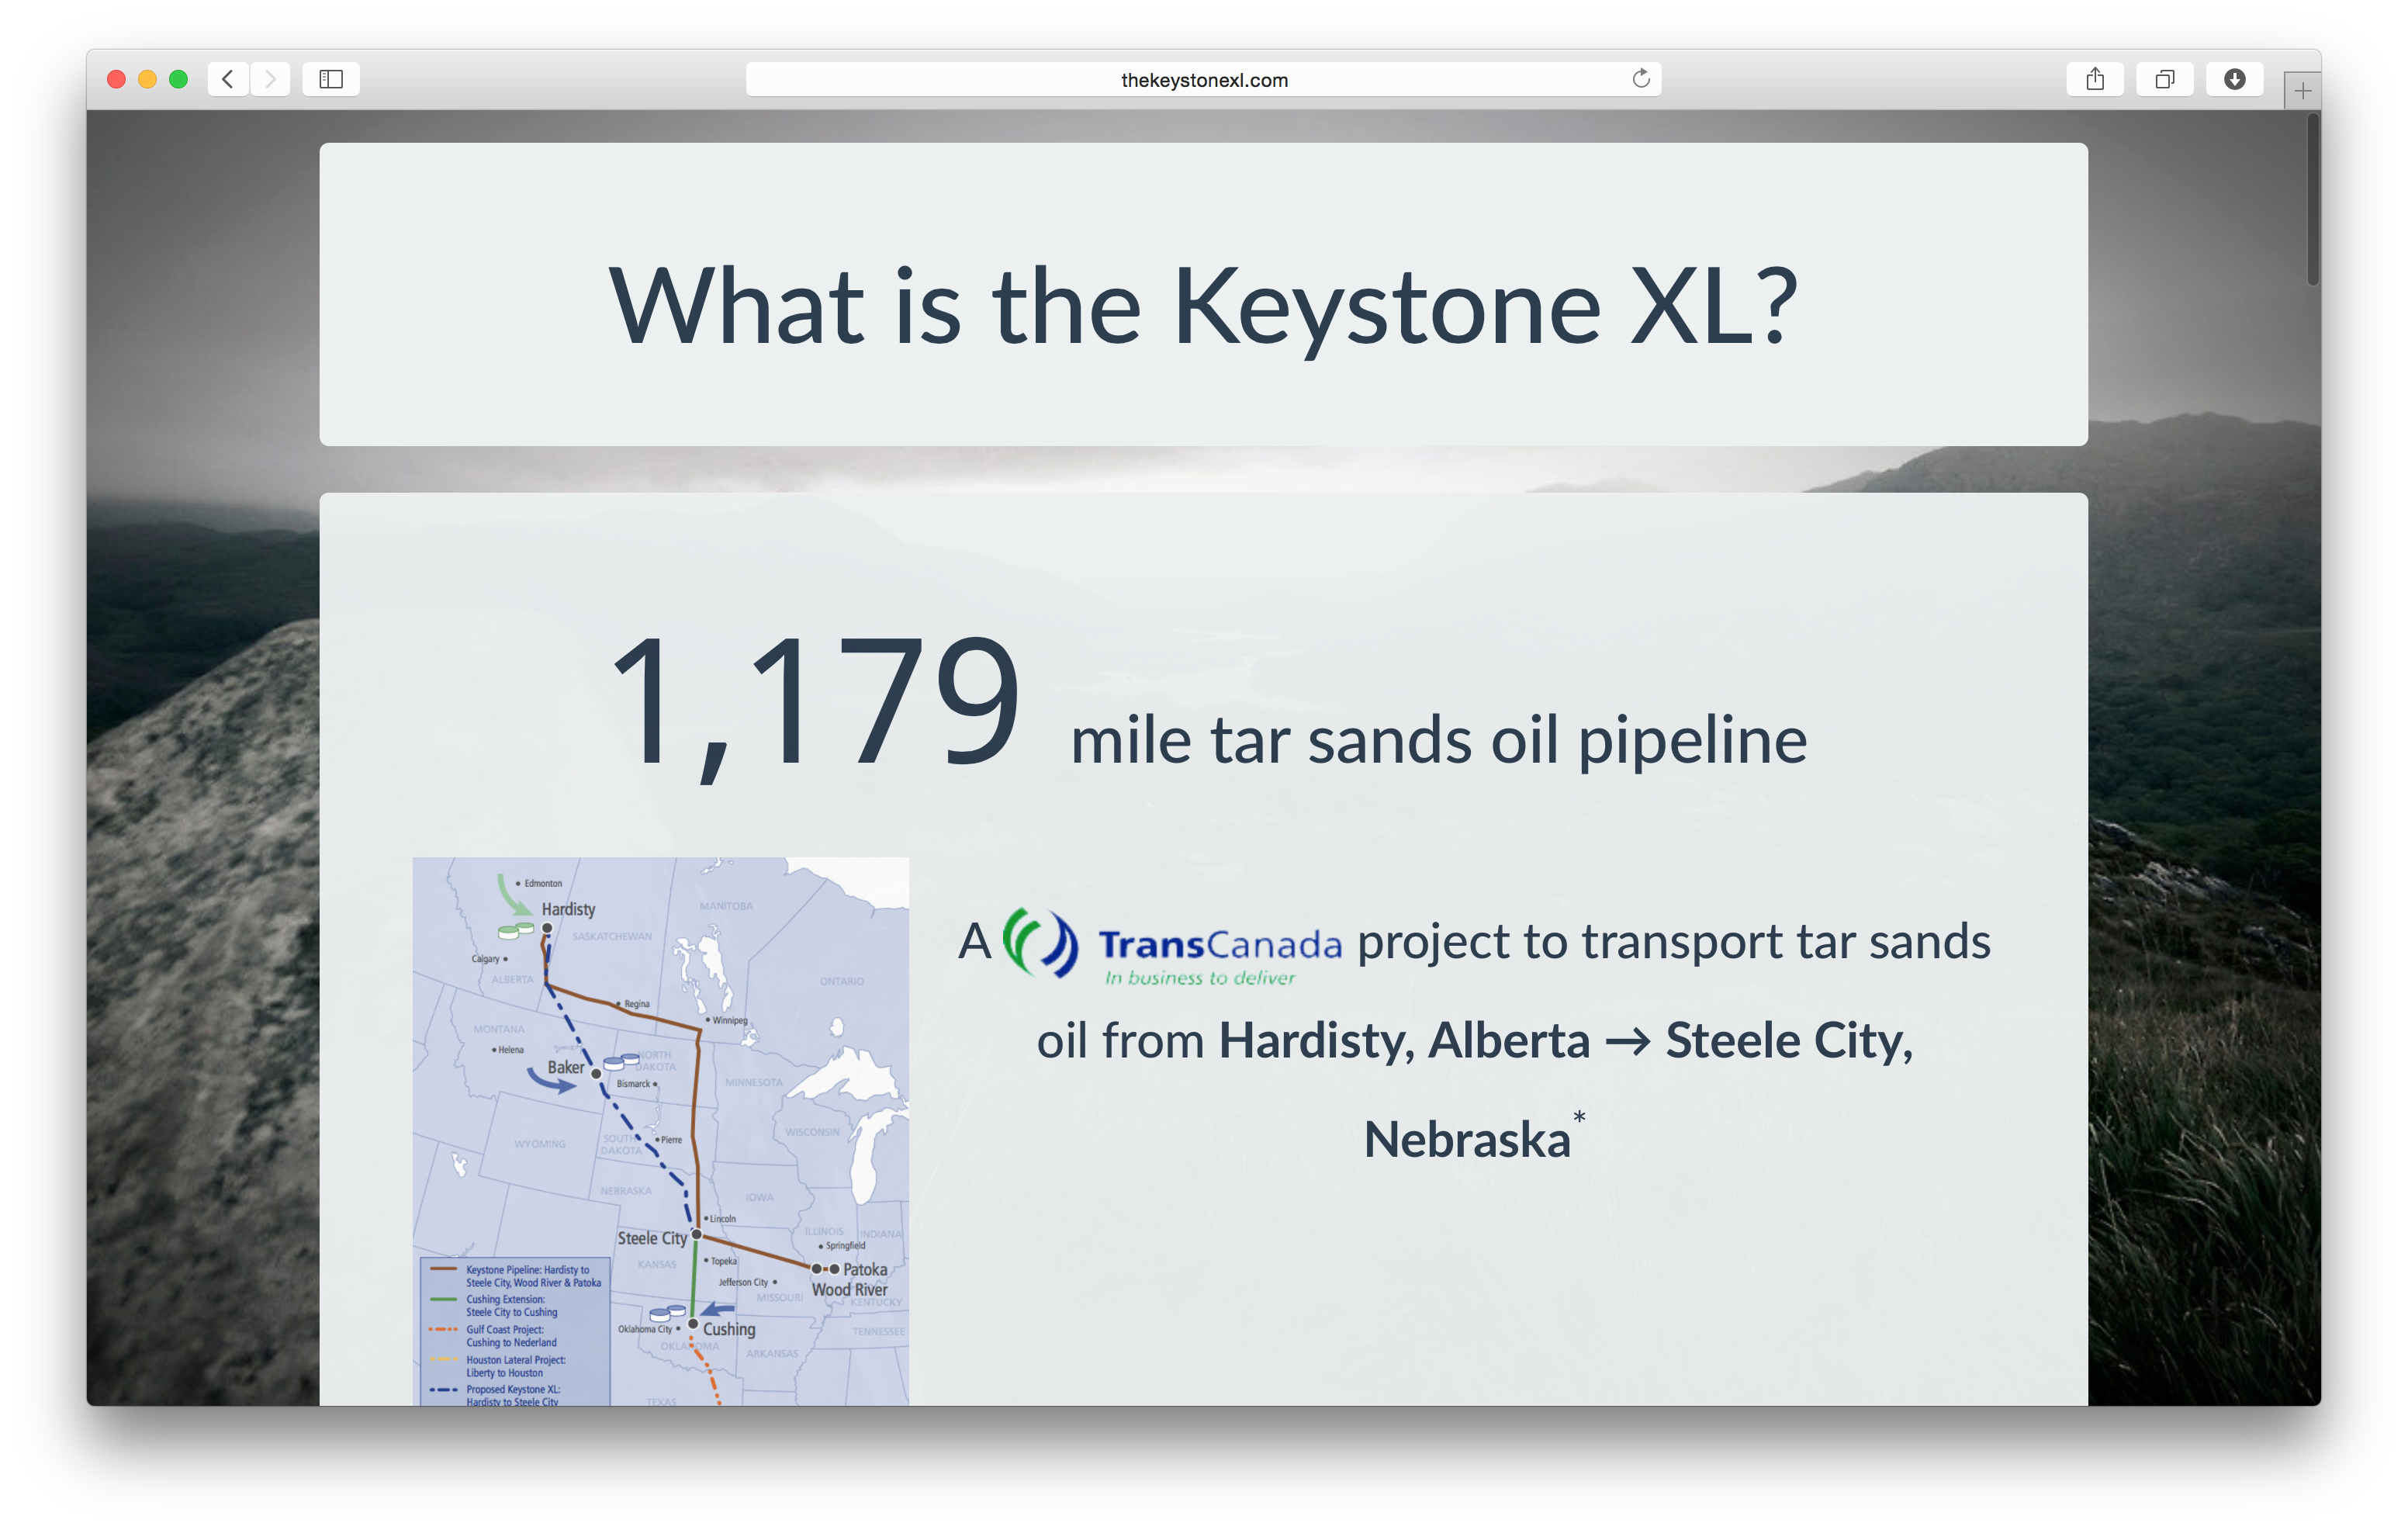 thekeystonexl.com
What is the Keystone XL?
1,179 mile tar sands oil pipeline
A TransCanada project to transport tar sands
In business to deliver
oil from Hardisty, Alberta → Steele City,
Nebraska*
Edmonton
Hardisty
MANITOBA
SASKATCHEWAN
Calgary
ALBERTA
ONTARIO
Regina
Winnipeg
MONTANA
Helena
NORTH
DAKOTA
Baker
Bismarck
MINNESOTA
WISCONSIN
WYOMING
SOUTH
DAKOTA
Pierre
NEBRASKA
IOWA
Lincoln
ILLINOIS
INDIANA
Steele City
Springfield
KANSAS
Topeka
Patoka
Jefferson City
Wood River
MISSOURI
KENTUCKY
Oklahoma City
Cushing
TENNESSEE
OKLAHOMA
ARKANSAS
TEXAS
Keystone Pipeline: Hardisty to
Steele City, Wood River & Patoka
Cushing Extension:
Steele City to Cushing
Gulf Coast Project:
Cushing to Nederland
Houston Lateral Project:
Liberty to Houston
Proposed Keystone XL:
Hardisty to Steele City